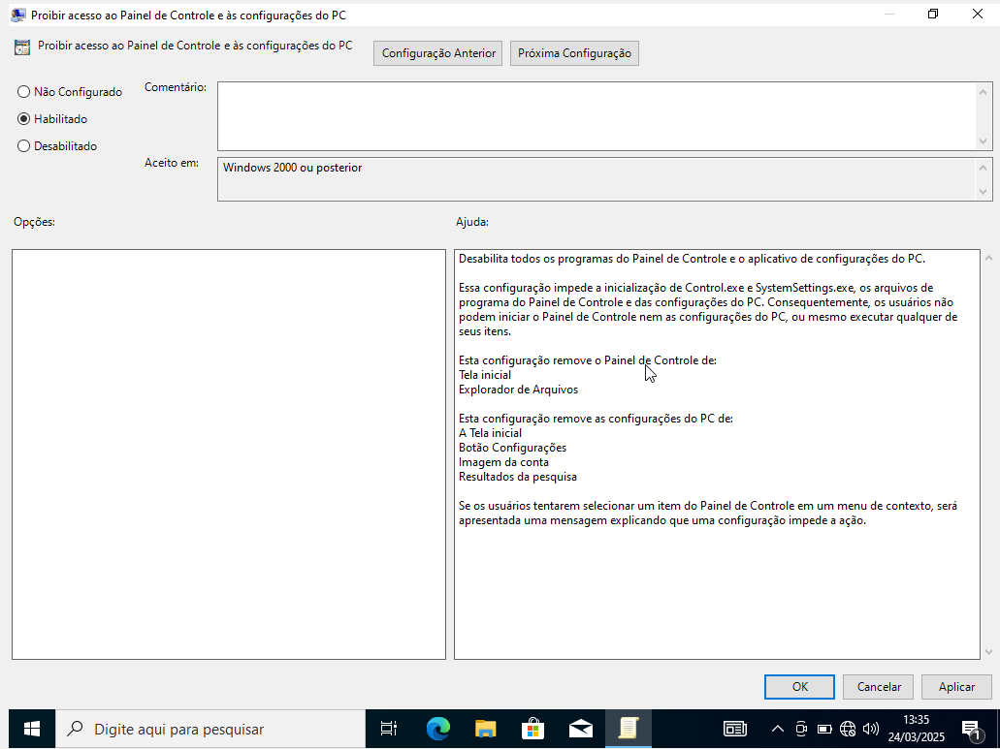 Proibir acesso ao Painel de Controle e às configurações do PC
Proibir acesso ao Painel de Controle e às configurações do PC
Configuração Anterior
Próxima Configuração
Não Configurado
Habilitado
Desabilitado
Comentário:
Aceito em:
Windows 2000 ou posterior
Opções:
Ajuda:
Desabilita todos os programas do Painel de Controle e o aplicativo de configurações do PC.
Essa configuração impede a inicialização de Control.exe e SystemSettings.exe, os arquivos de
programa do Painel de Controle e das configurações do PC. Consequentemente, os usuários não
podem iniciar o Painel de Controle nem as configurações do PC, ou mesmo executar qualquer de
seus itens.
Esta configuração remove o Painel de Controle de:
Tela inicial
Explorador de Arquivos
Esta configuração remove as configurações do PC de:
A Tela inicial
Botão Configurações
Imagem da conta
Resultados da pesquisa
Se os usuários tentarem selecionar um item do Painel de Controle em um menu de contexto, será
apresentada uma mensagem explicando que uma configuração impede a ação.
OK
Cancelar
Aplicar
Digite aqui para pesquisar
13:35
24/03/2025
1